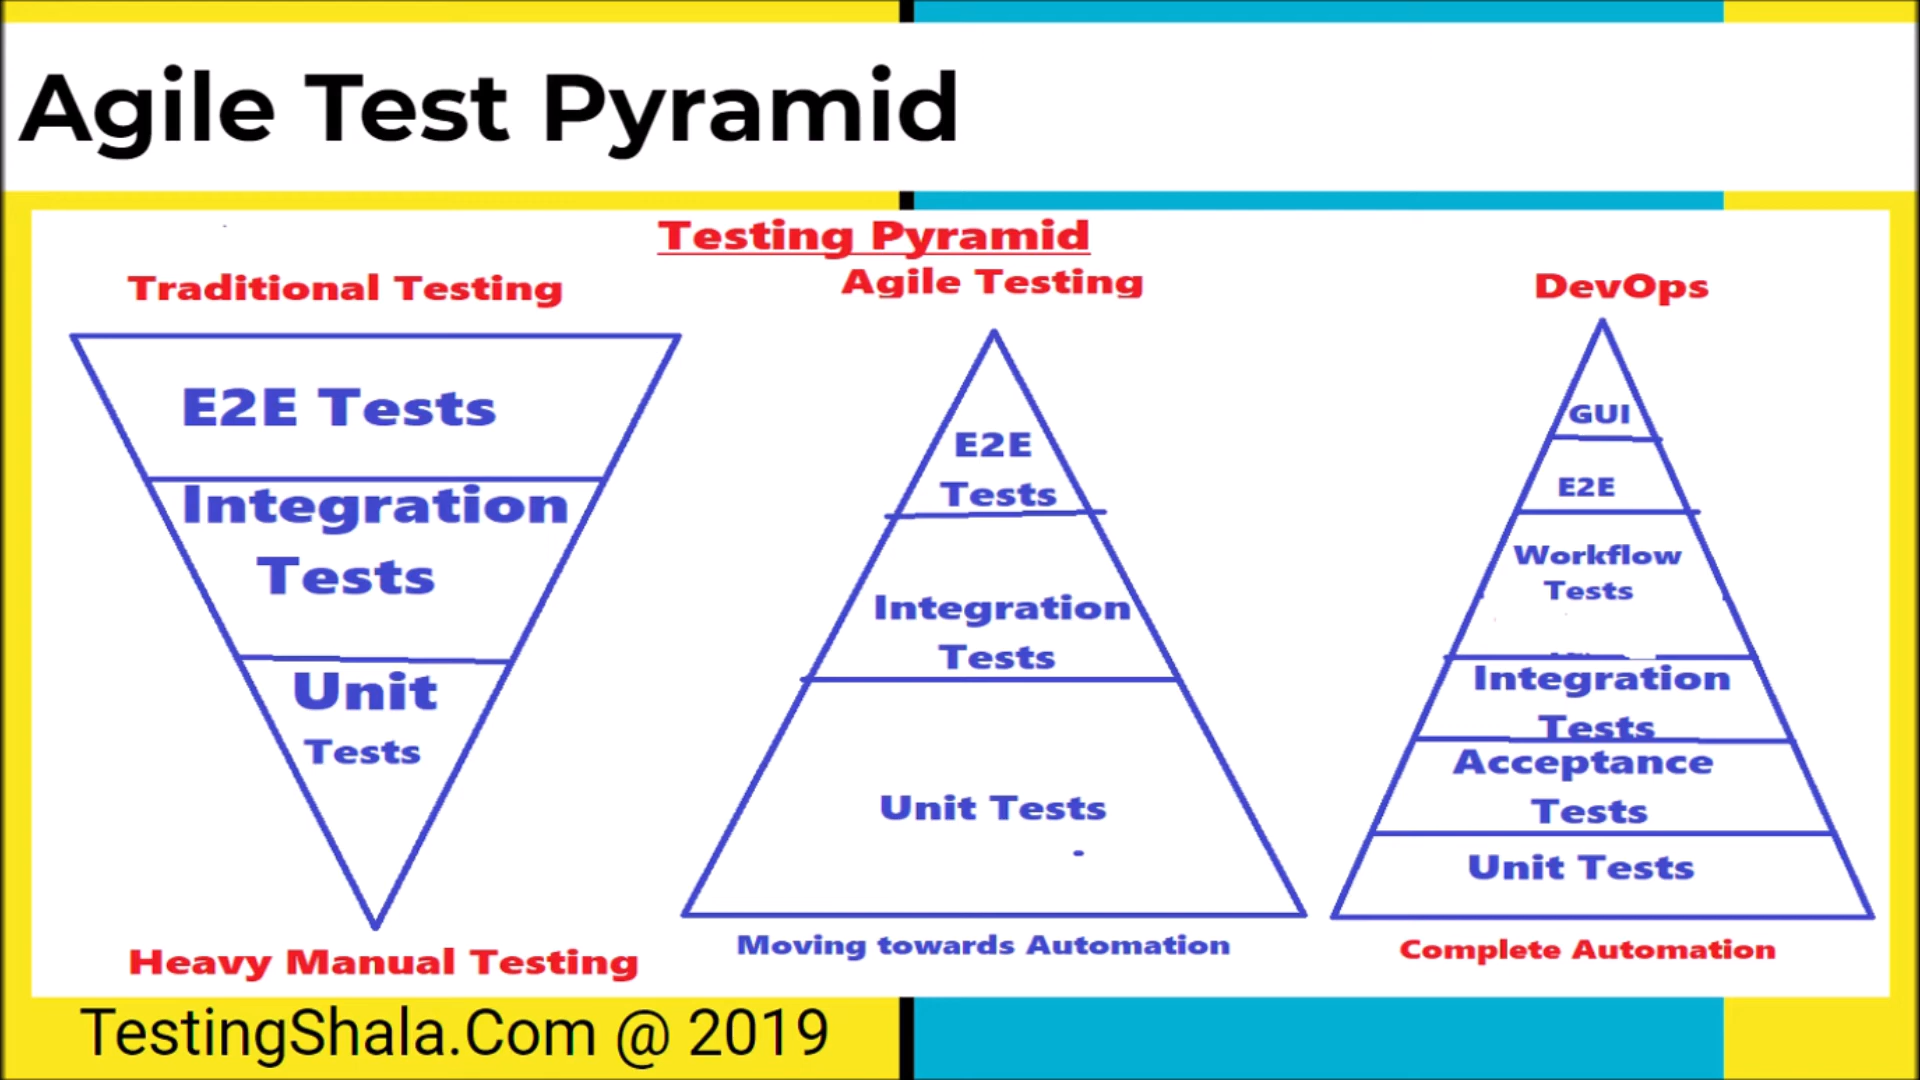 Agile Test Pyramid
Testing Pyramid
Traditional Testing
E2E Tests
Integration
Tests
Unit
Tests
Heavy Manual Testing
Agile Testing
E2E
Tests
Integration
Tests
Unit Tests
Moving towards Automation
DevOps
GUI
E2E
Workflow
Tests
Integration
Tests
Acceptance
Tests
Unit Tests
Complete Automation
TestingShala.Com @ 2019